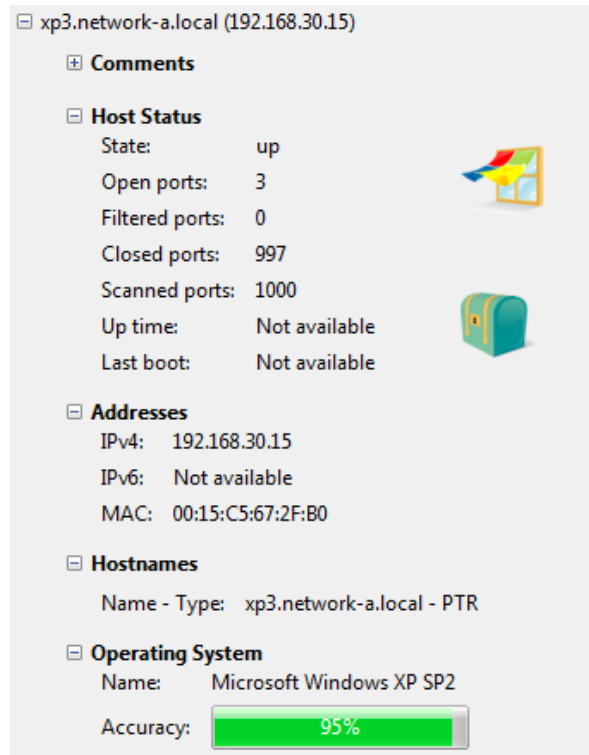 xp3.network-a.local (192.168.30.15)
Comments
Host Status
State: up
Open ports: 3
Filtered ports: 0
Closed ports: 997
Scanned ports: 1000
Up time: Not available
Last boot: Not available
Addresses
IPv4: 192.168.30.15
IPv6: Not available
MAC: 00:15:C5:67:2F:B0
Hostnames
Name - Type: xp3.network-a.local - PTR
Operating System
Name: Microsoft Windows XP SP2
Accuracy: 95%